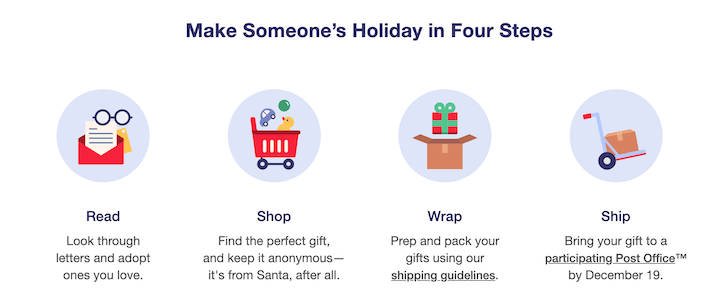 Make Someone’s Holiday in Four Steps
Read
Look through
letters and adopt
ones you love.
Shop
Find the perfect gift,
and keep it anonymous—
it's from Santa, after all.
Wrap
Prep and pack your
gifts using our
shipping guidelines.
Ship
Bring your gift to a
participating Post Office™
by December 19.